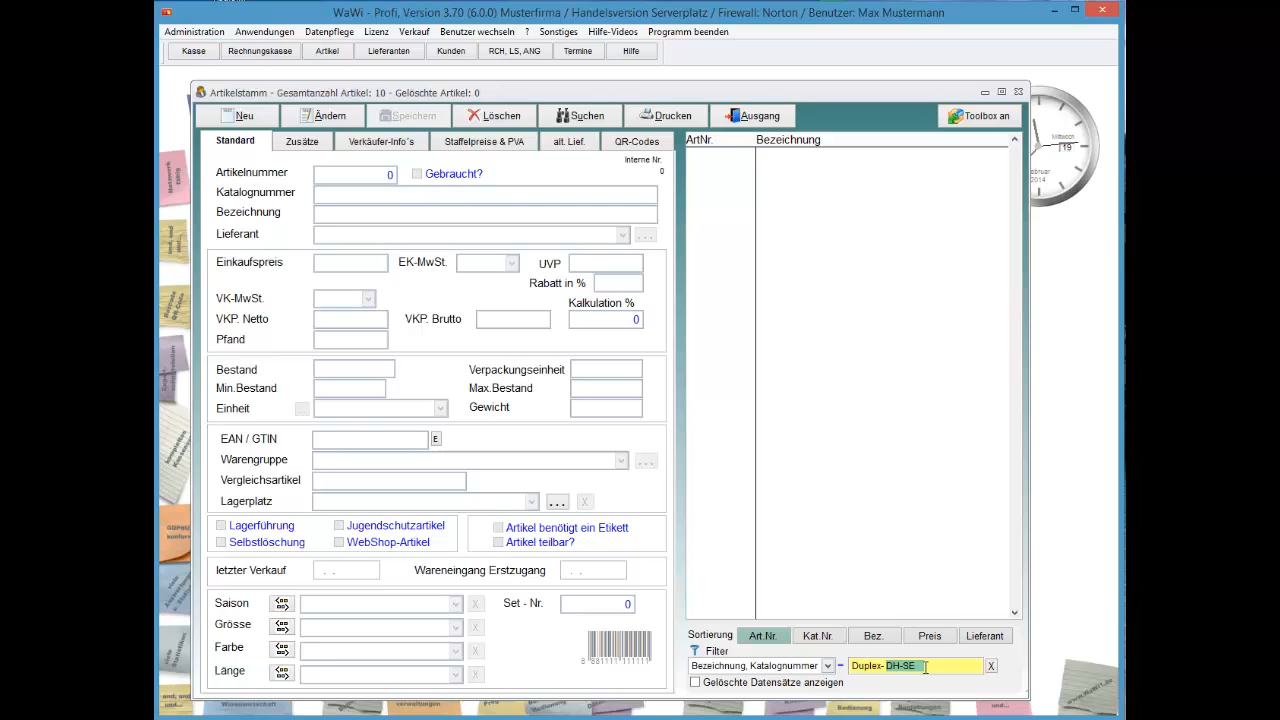 WaWi - Profi, Version 3.70 (6.0.0) Musterfirma / Handelsversion Serverplatz / Firewall: Norton / Benutzer: Max Mustermann
Administration Anwendungen Datenpflege Lizenz Verkauf Benutzer wechseln ? Sonstiges Hilfe-Videos Programm beenden
Kasse Rechnungskasse Artikel Lieferanten Kunden RCH, LS, ANG Termine Hilfe
Artikelstamm - Gesamtanzahl Artikel: 10 - Gelöschte Artikel: 0
Neu Ändern Speichern Löschen Suchen Drucken Ausgang Toolbox an
Standard Zusätze Verkäufer-Info´s Staffelpreise & PVA alt. Lief. QR-Codes
ArtNr. Bezeichnung
Interne Nr.
0
Artikelnummer 0 Gebraucht?
Katalognummer
Bezeichnung
Lieferant ...
Einkaufspreis EK-MwSt. UVP
Rabatt in %
VK-MwSt. Kalkulation %
VKP. Netto VKP. Brutto 0
Pfand
Bestand Verpackungseinheit
Min.Bestand Max.Bestand
Einheit ... Gewicht
EAN / GTIN E
Warengruppe ...
Vergleichsartikel
Lagerplatz ... X
Lagerführung Jugendschutzartikel Artikel benötigt ein Etikett
Selbstlöschung WebShop-Artikel Artikel teilbar?
letzter Verkauf . . Wareneingang Erstzugang . .
Saison X Set - Nr. 0
Grösse X
Farbe X
Länge X
8 881111 111111
Sortierung Art.Nr. Kat.Nr. Bez. Preis Lieferant
Filter
Bezeichnung, Katalognummer = Duplex- DH-SE X
Gelöschte Datensätze anzeigen
Mittwoch
19
2014